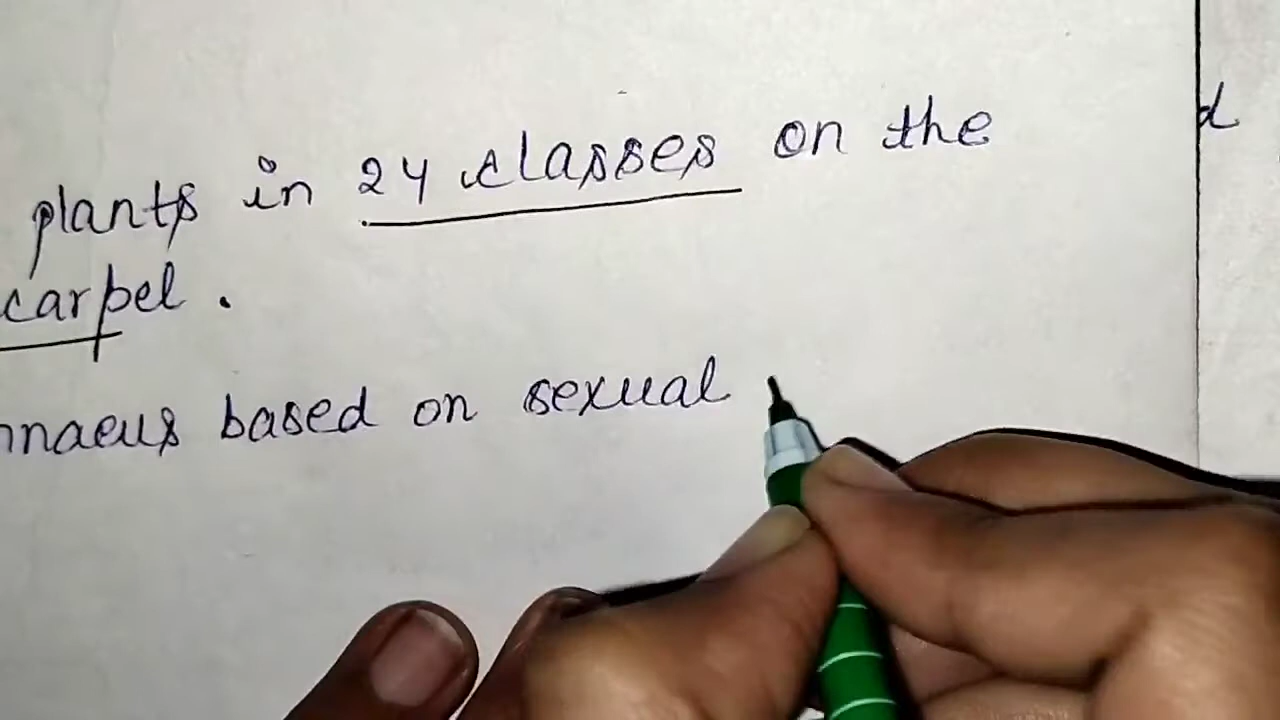 plants in 24 classes on the
carpel.
nnaeus based on sexual
d